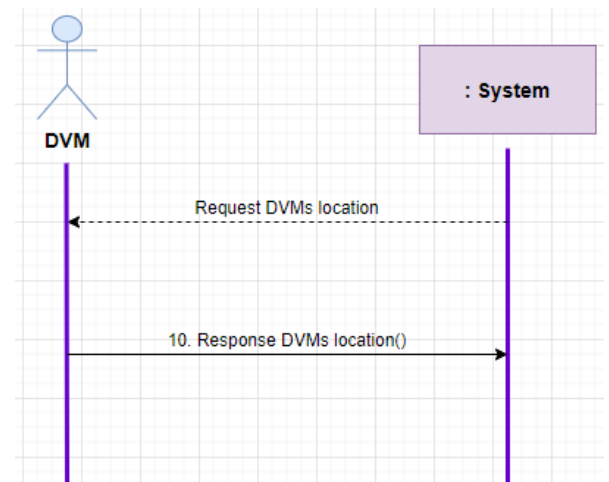 : System
DVM
Request DVMs location
10. Response DVMs location()